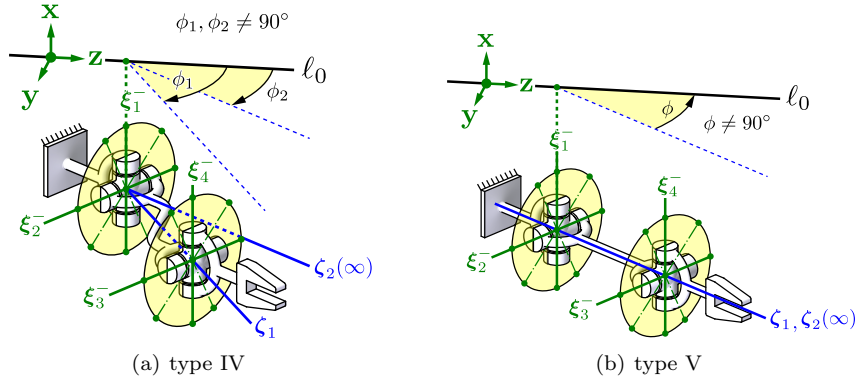 x
z
y
ϕ₁, ϕ₂ ≠ 90°
ℓ₀
ϕ₁
ϕ₂
ξ₁⁻
ξ₄⁻
ξ₂⁻
ξ₃⁻
ζ₂(∞)
ζ₁
(a) type IV
x
z
y
ℓ₀
ϕ
ϕ ≠ 90°
ξ₁⁻
ξ₄⁻
ξ₂⁻
ξ₃⁻
ζ₁, ζ₂(∞)
(b) type V